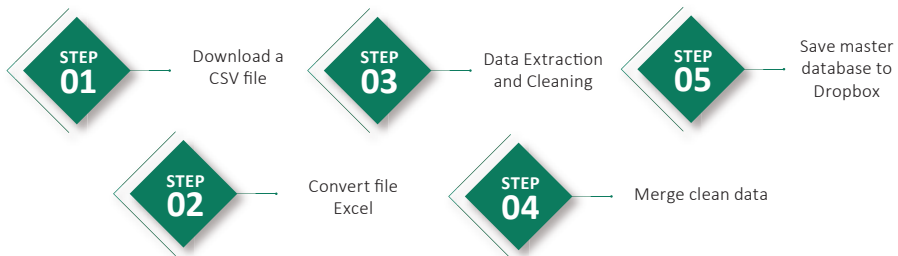 STEP
01
Download a
CSV file
STEP
02
Convert file
Excel
STEP
03
Data Extraction
and Cleaning
STEP
04
Merge clean data
STEP
05
Save master
database to
Dropbox